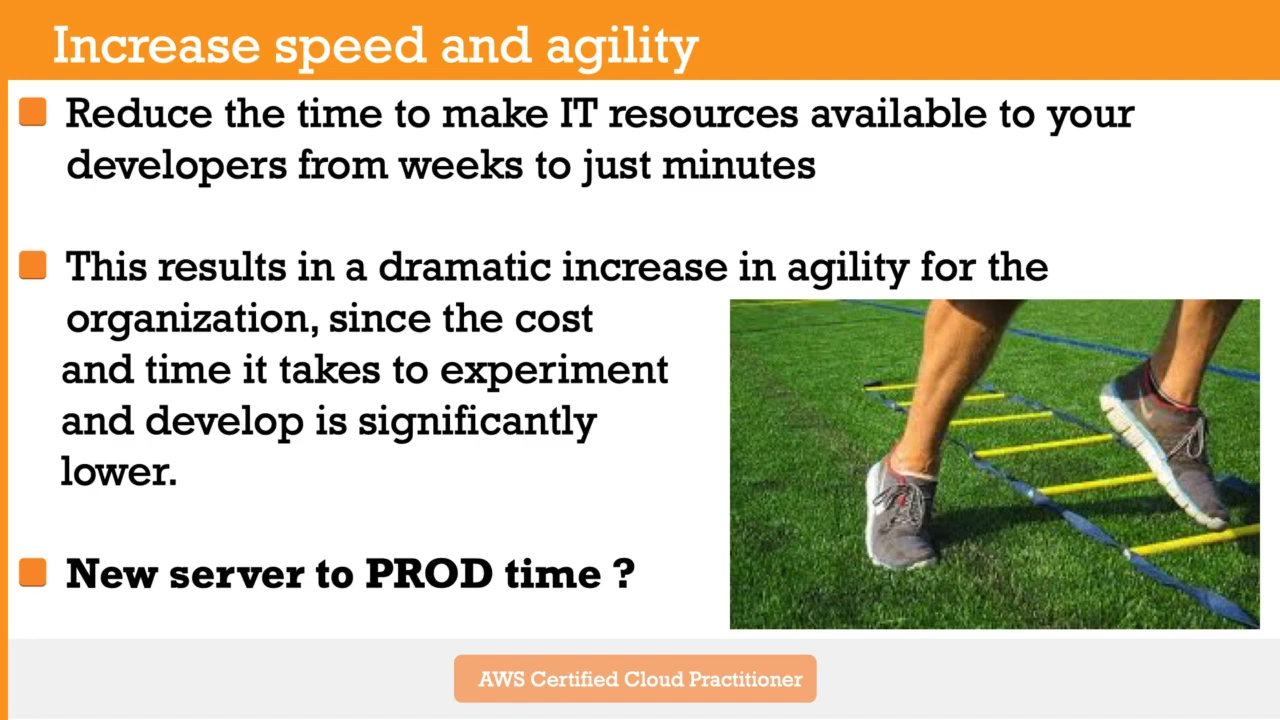 Increase speed and agility
Reduce the time to make IT resources available to your
developers from weeks to just minutes
This results in a dramatic increase in agility for the
organization, since the cost
and time it takes to experiment
and develop is significantly
lower.
New server to PROD time ?
AWS Certified Cloud Practitioner